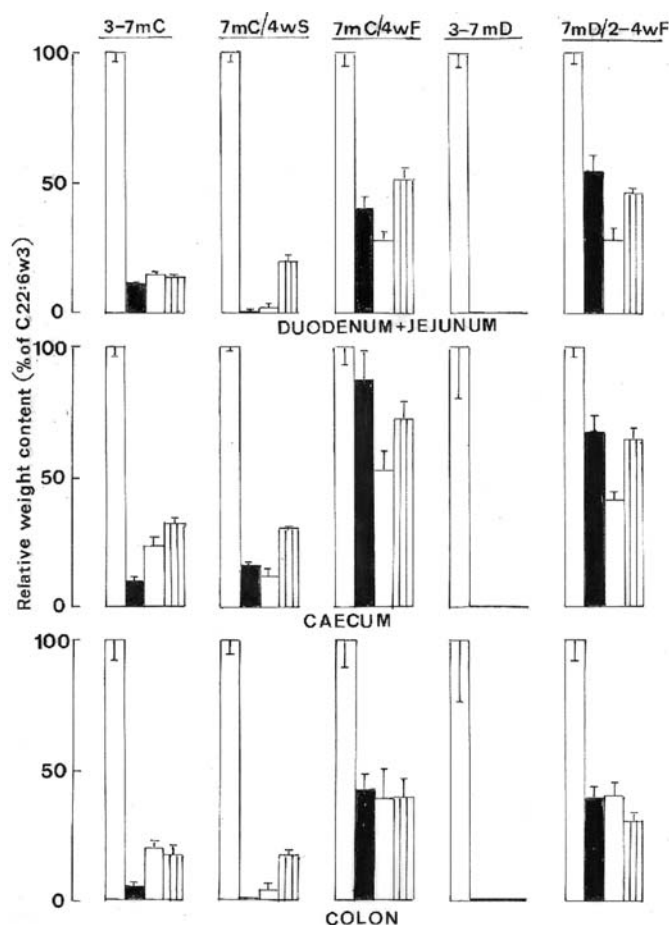 3-7mC 7mC/4wS 7mC/4wF 3-7mD 7mD/2-4wF
Relative weight content (% of C22:6w3)
100
50
0
DUODENUM+JEJUNUM
100
50
0
CAECUM
100
50
0
COLON